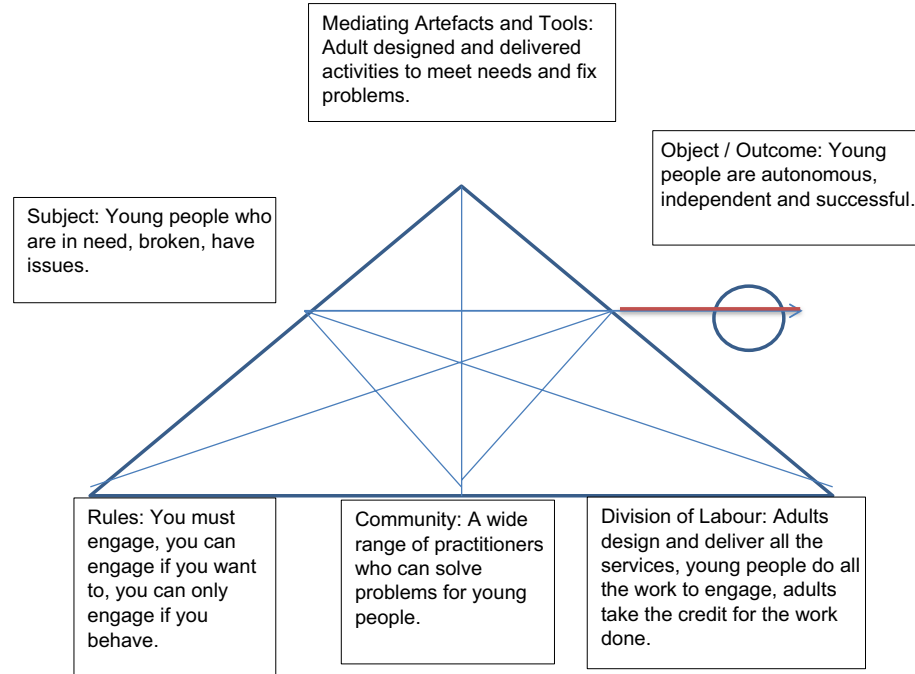 Mediating Artefacts and Tools:
Adult designed and delivered
activities to meet needs and fix
problems.
Object / Outcome: Young
people are autonomous,
independent and successful.
Subject: Young people who
are in need, broken, have
issues.
Rules: You must
engage, you can
engage if you want
to, you can only
engage if you
behave.
Community: A wide
range of practitioners
who can solve
problems for young
people.
Division of Labour: Adults
design and deliver all the
services, young people do all
the work to engage, adults
take the credit for the work
done.